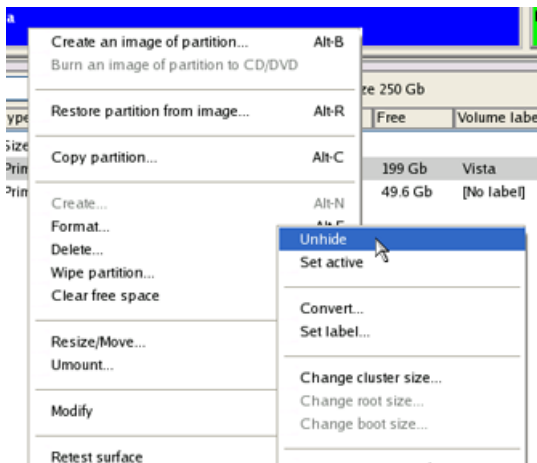 a
Create an image of partition... Alt-B
Burn an image of partition to CD/DVD
ze 250 Gb
Restore partition from image... Alt-R
ype Free Volume labe
Size
Copy partition... Alt-C
Prim 199 Gb Vista
Prim 49.6 Gb [No label]
Create... Alt-N
Format...
Delete...
Wipe partition...
Clear free space
Resize/Move...
Umount...
Modify
Retest surface
Unhide
Set active
Convert...
Set label...
Change cluster size...
Change root size...
Change boot size...